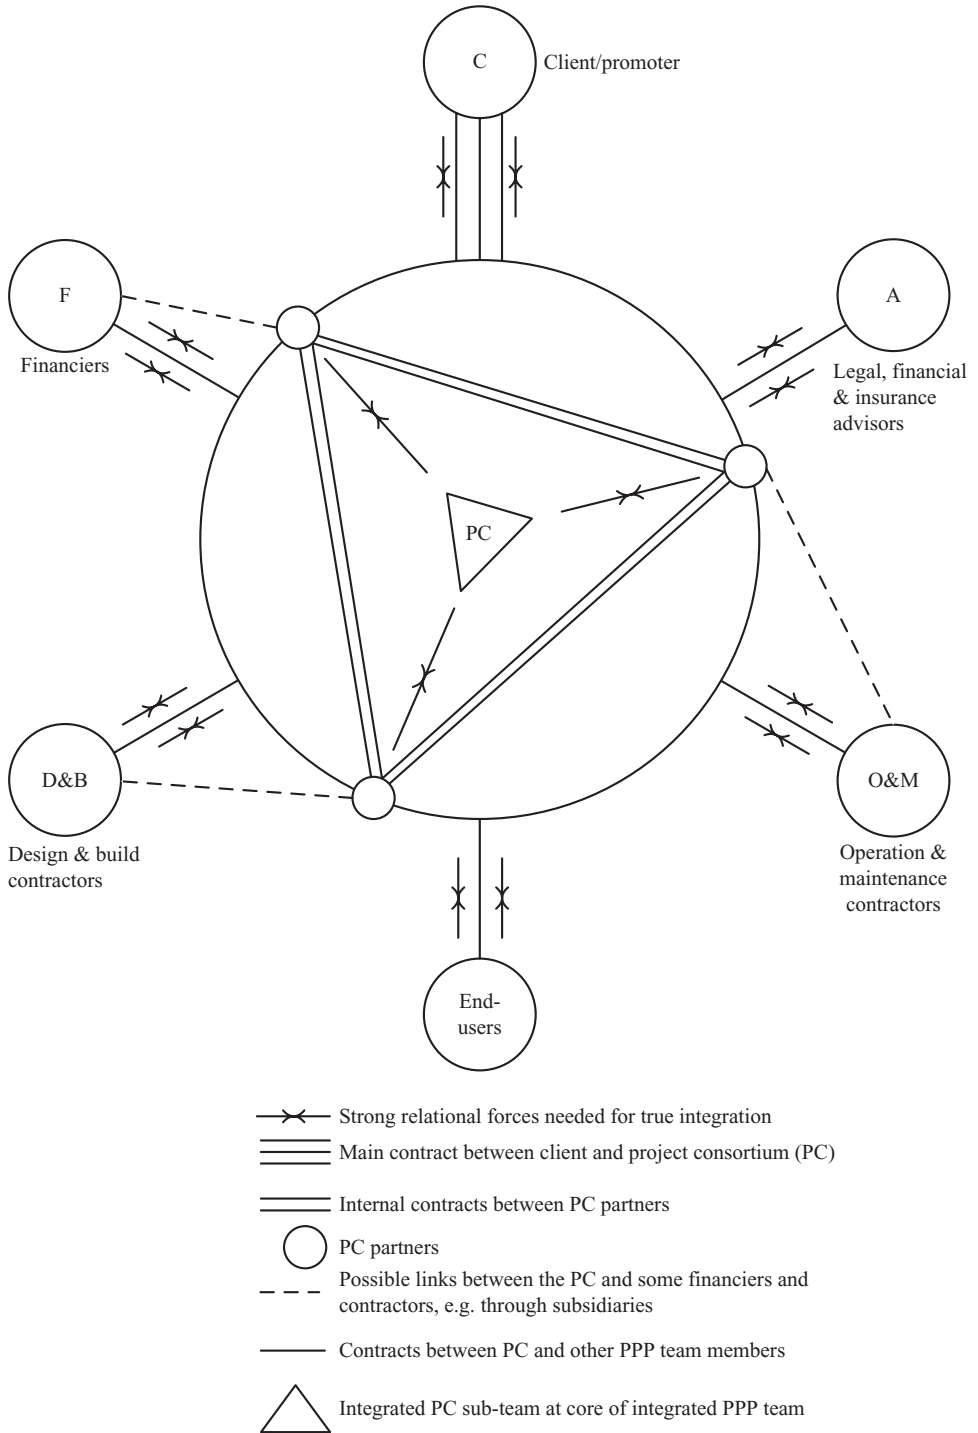 C
Client/promoter
F
Financiers
A
Legal, financial
& insurance
advisors
PC
D&B
Design & build
contractors
O&M
Operation &
maintenance
contractors
End-
users
Strong relational forces needed for true integration
Main contract between client and project consortium (PC)
Internal contracts between PC partners
PC partners
Possible links between the PC and some financiers and
contractors, e.g. through subsidiaries
Contracts between PC and other PPP team members
Integrated PC sub-team at core of integrated PPP team